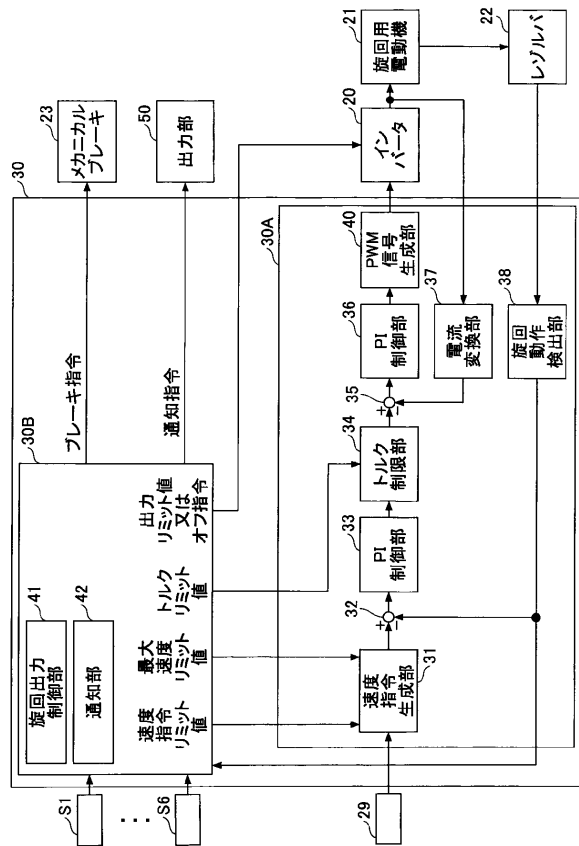 30
30B
旋回出力
制御部
41
通知部
42
S1
S6
速度
指令
リミット
値
最大
速度
リミット
値
トルク
リミット
値
出力
リミット値
又は
オフ指令
ブレーキ指令
メカニカル
ブレーキ
23
通知指令
出力部
50
30A
29
速度指令
生成部
31
+
-
32
PI
制御部
33
トルク
制限部
34
+
-
35
PI
制御部
36
PWM
信号
生成部
40
インバータ
20
旋回用
電動機
21
電流
変換部
37
旋回
動作
検出部
38
レゾルバ
22